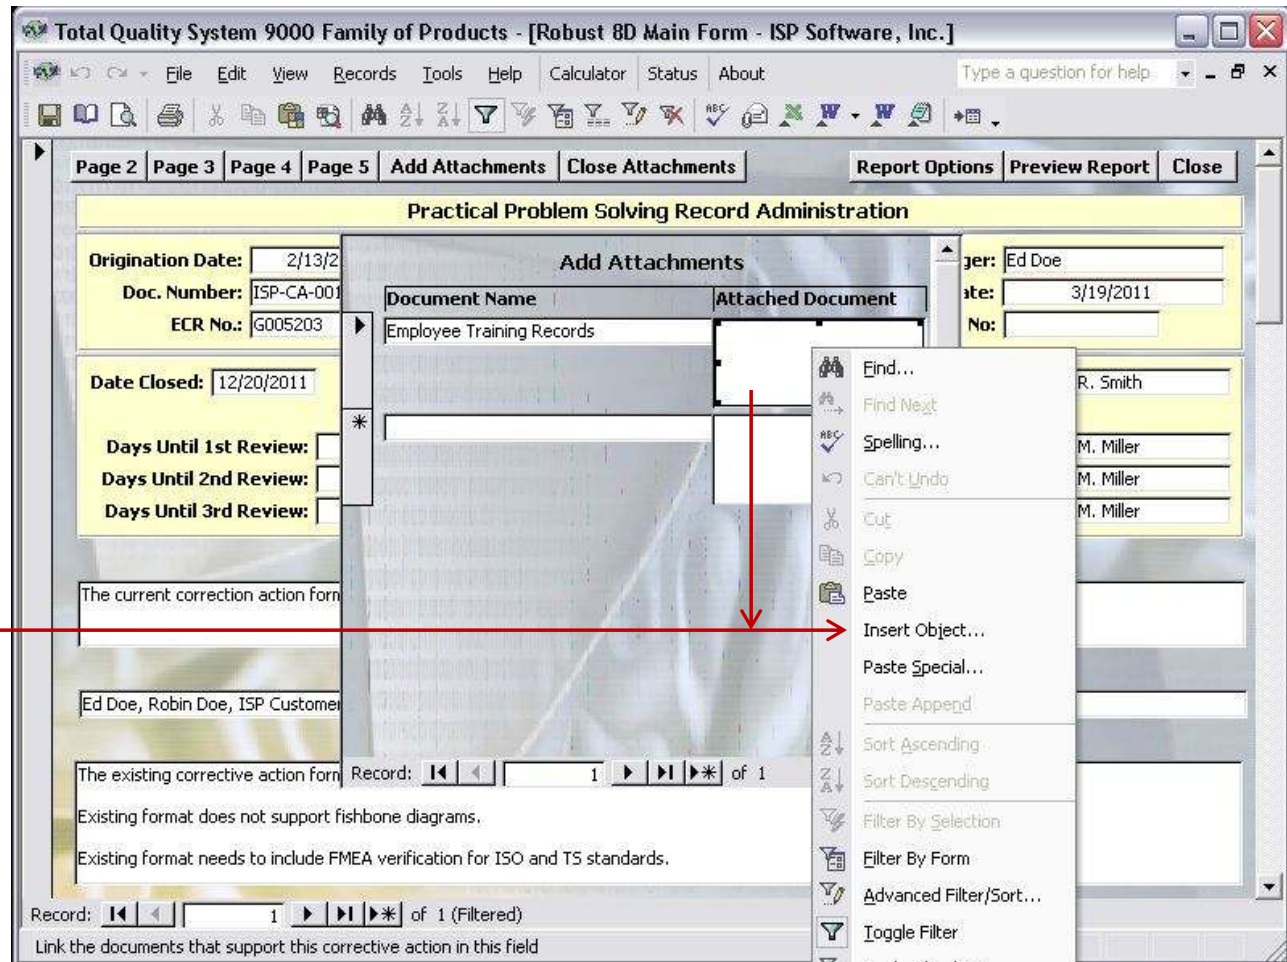 Total Quality System 9000 Family of Products - [Robust 8D Main Form - ISP Software, Inc.]
File Edit View Records Tools Help Calculator Status About Type a question for help
Page 2 Page 3 Page 4 Page 5 Add Attachments Close Attachments Report Options Preview Report Close
Practical Problem Solving Record Administration
Origination Date: 2/13/2
Doc. Number: ISP-CA-001
ECR No.: G005203
ger: Ed Doe
ate: 3/19/2011
No:
Date Closed: 12/20/2011
R. Smith
Days Until 1st Review:
M. Miller
Days Until 2nd Review:
M. Miller
Days Until 3rd Review:
M. Miller
Add Attachments
Document Name Attached Document
Employee Training Records
Find...
Find Next
Spelling...
Can't Undo
Cut
Copy
Paste
Insert Object...
Paste Special...
Paste Append
Sort Ascending
Sort Descending
Filter By Selection
Filter By Form
Advanced Filter/Sort...
Toggle Filter
The current correction action form
Ed Doe, Robin Doe, ISP Customer
The existing corrective action form
Record: 1 of 1
Existing format does not support fishbone diagrams.
Existing format needs to include FMEA verification for ISO and TS standards.
Record: 1 of 1 (Filtered)
Link the documents that support this corrective action in this field